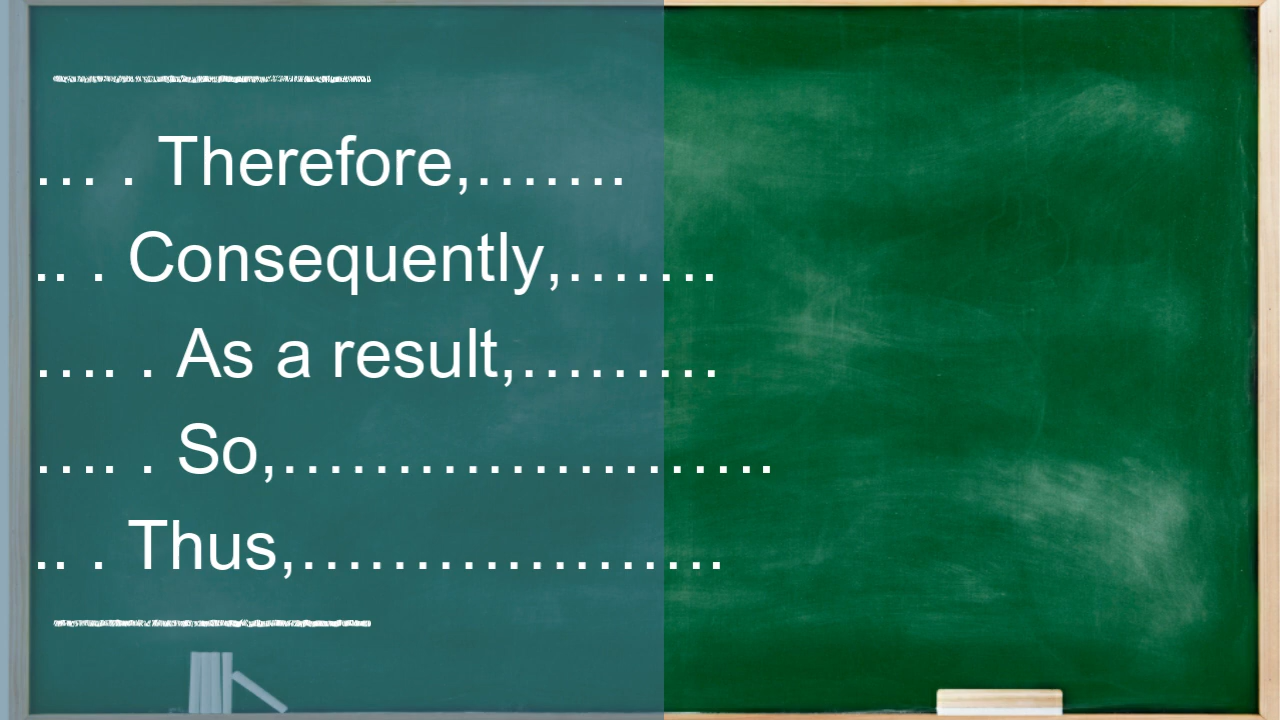 … . Therefore,…….
.. . Consequently,…….
…. . As a result,………
…. . So,…………………….
.. . Thus,………………….